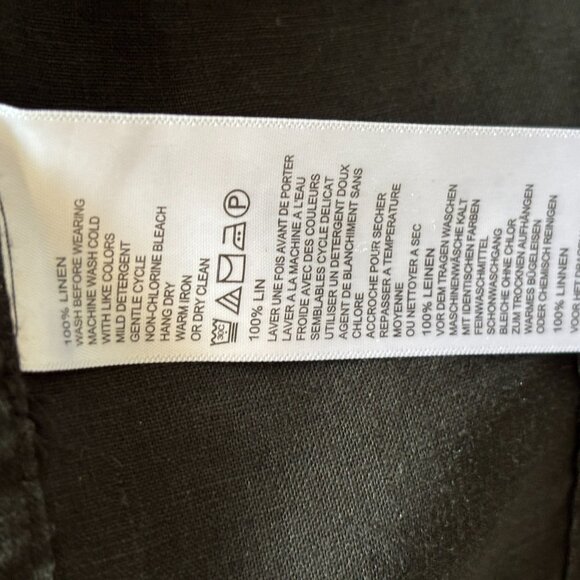 100% LINEN
WASH BEFORE WEARING
MACHINE WASH COLD
WITH LIKE COLORS
MILD DETERGENT
GENTLE CYCLE
NON-CHLORINE BLEACH
HANG DRY
WARM IRON
OR DRY CLEAN
30C P
100% LIN
LAVER UNE FOIS AVANT DE PORTER
LAVER A LA MACHINE A L'EAU
FROIDE AVEC DES COULEURS
SEMBLABLES CYCLE DELICAT
UTILISER UN DETERGENT DOUX
AGENT DE BLANCHIMENT SANS
CHLORE
ACCROCHE POUR SECHER
REPASSER A TEMPERATURE
MOYENNE
OU NETTOYER A SEC
100% LEINEN
VOR DEM TRAGEN WASCHEN
MASCHINENWÄSCHE KALT
MIT IDENTISCHEN FARBEN
FEINWASCHMITTEL
SCHONWASCHGANG
BLEICHE OHNE CHLOR
ZUM TROCKNEN AUFHÄNGEN
WARMES BÜGELEISEN
ODER CHEMISCH REINIGEN
100% LINNEN